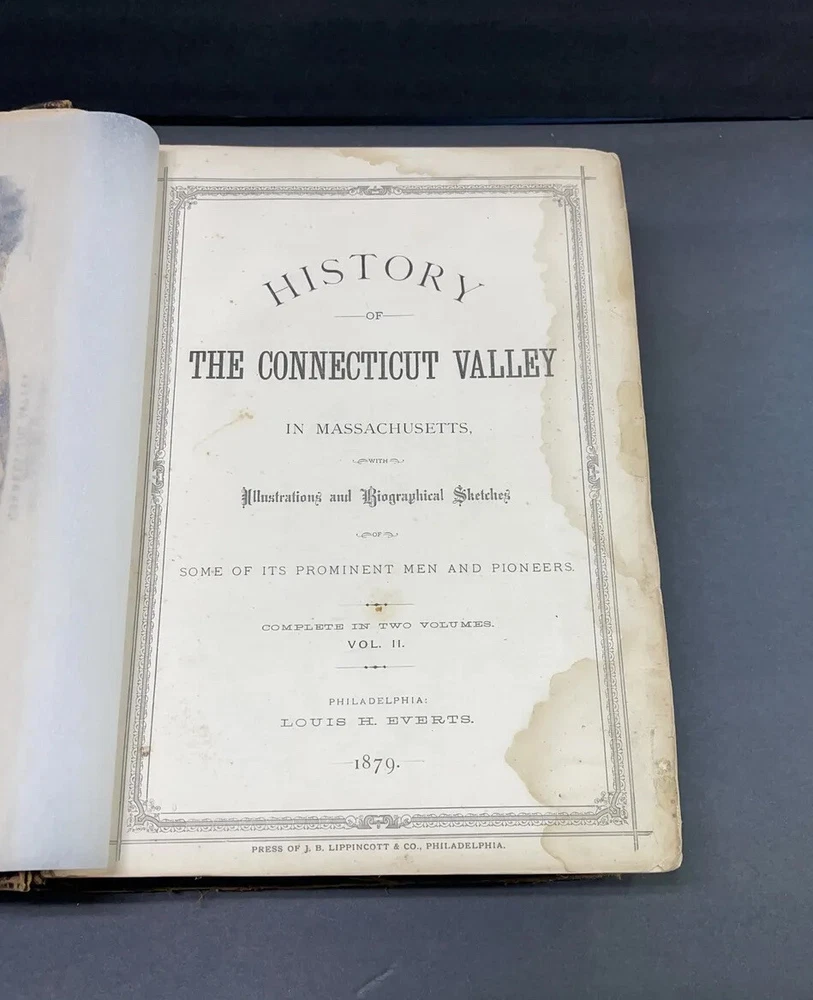 HISTORY
OF
THE CONNECTICUT VALLEY
IN MASSACHUSETTS,
WITH
Illustrations and Biographical Sketches
OF
SOME OF ITS PROMINENT MEN AND PIONEERS.
COMPLETE IN TWO VOLUMES.
VOL. II.
PHILADELPHIA:
LOUIS H. EVERTS.
1879.
PRESS OF J. B. LIPPINCOTT & CO., PHILADELPHIA.